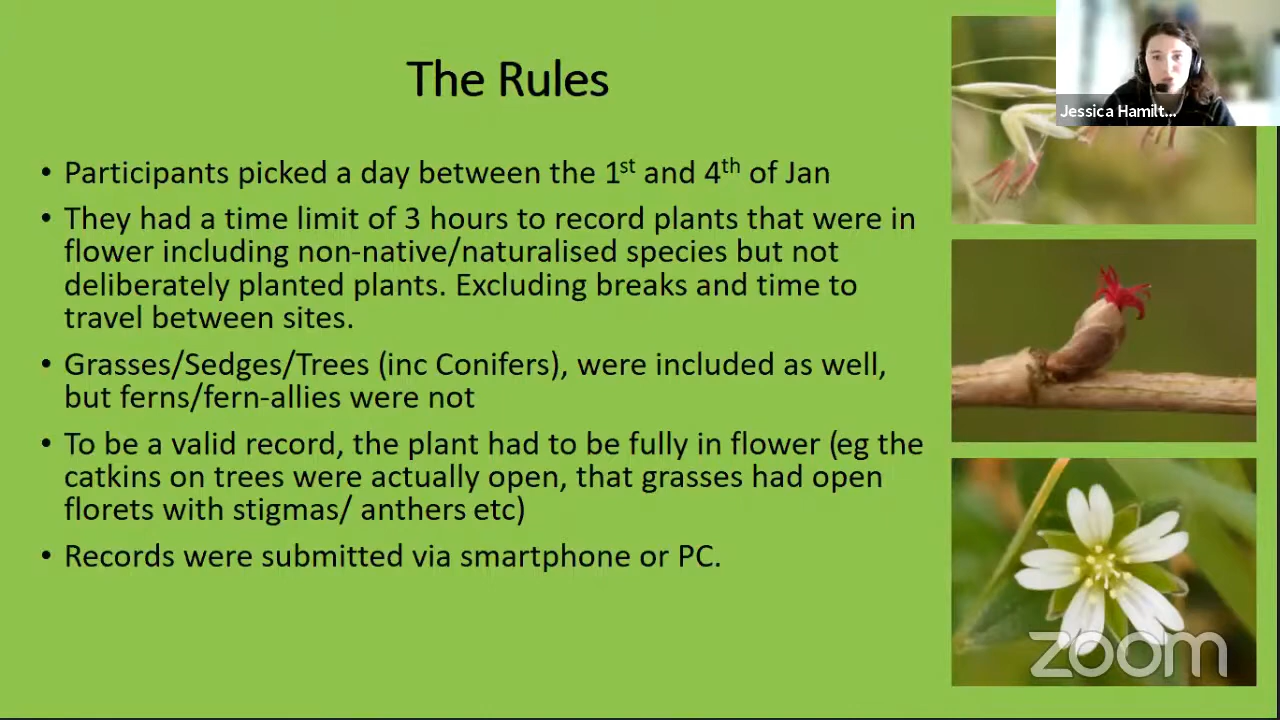 The Rules
Jessica Hamilt...
• Participants picked a day between the 1st and 4th of Jan
• They had a time limit of 3 hours to record plants that were in
flower including non-native/naturalised species but not
deliberately planted plants. Excluding breaks and time to
travel between sites.
• Grasses/Sedges/Trees (inc Conifers), were included as well,
but ferns/fern-allies were not
• To be a valid record, the plant had to be fully in flower (eg the
catkins on trees were actually open, that grasses had open
florets with stigmas/ anthers etc)
• Records were submitted via smartphone or PC.
zoom